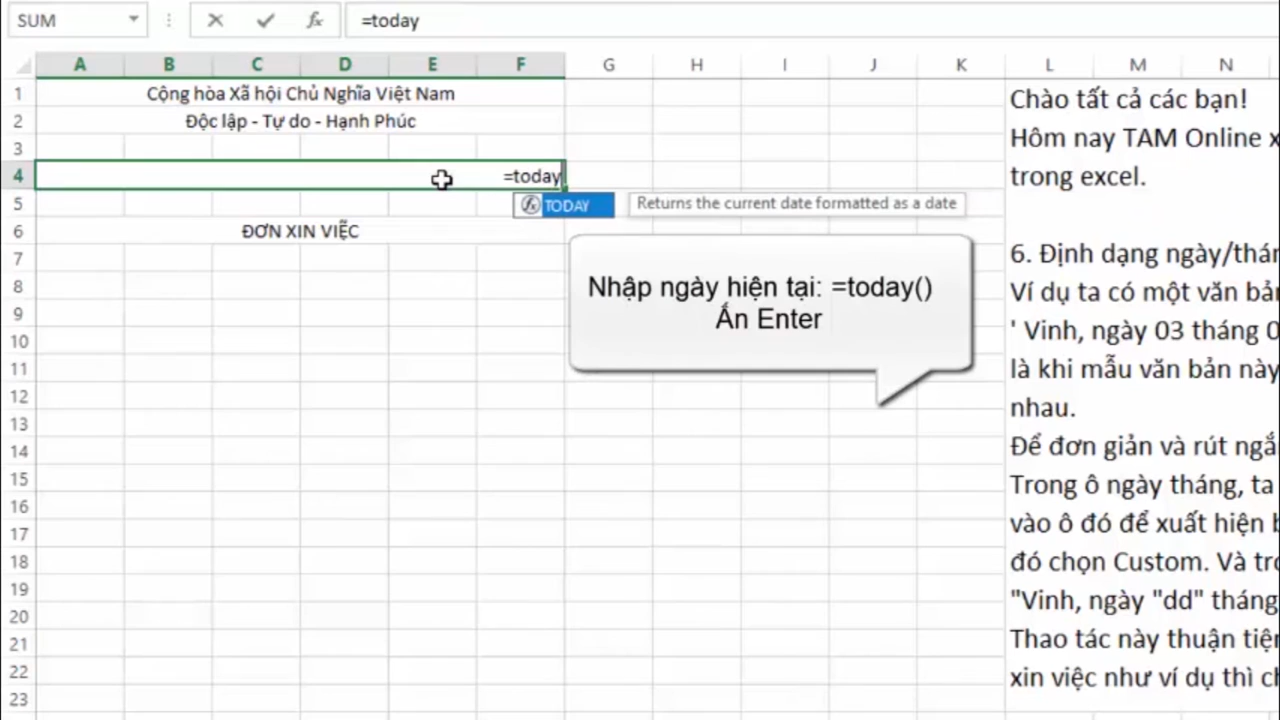 SUM
fx
=today
A B C D E F G H I J K L M N
1 Cộng hòa Xã hội Chủ Nghĩa Việt Nam
2 Độc lập - Tự do - Hạnh Phúc
3
4 =today
5
TODAY
Returns the current date formatted as a date
6 ĐƠN XIN VIỆC
7
8
9
10
11
12
13
14
15
16
17
18
19
20
21
22
23
Nhập ngày hiện tại: =today()
Ấn Enter
Chào tất cả các bạn!
Hôm nay TAM Online
trong excel.
6. Định dạng ngày/
Ví dụ ta có một văn
' Vinh, ngày 03 tháng
là khi mẫu văn bản này
nhau.
Để đơn giản và rút
Trong ô ngày tháng, ta
vào ô đó để xuất hiện
đó chọn Custom. Và
"Vinh, ngày "dd" tháng
Thao tác này thuận
xin việc như ví dụ thì